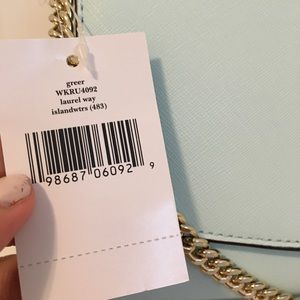 greer
WKRU4092
laurel way
islandwtrs (483)
98687 06092 9